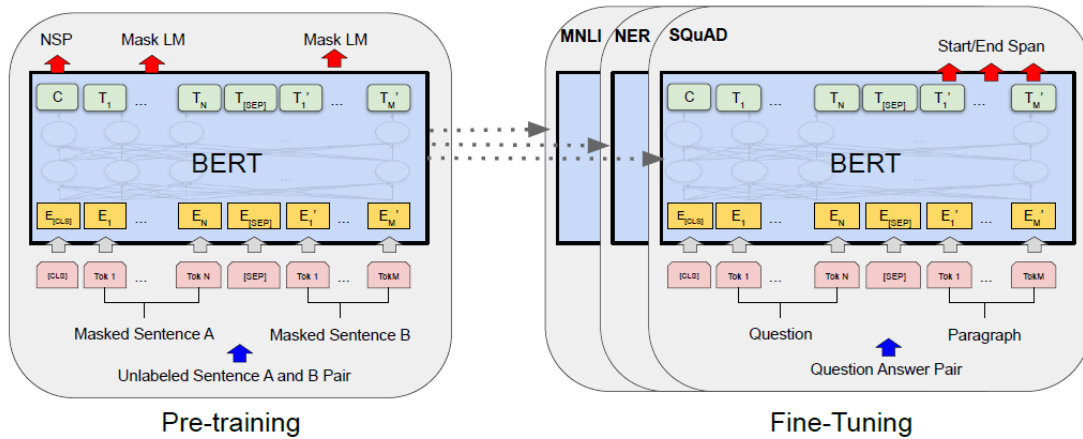 NSP Mask LM Mask LM
C T1 ... TN T[SEP] T1' ... TM'
...
...
BERT
E[CLS] E1 ... EN E[SEP] E1' ... EM'
[CLS] Tok 1 ... Tok N [SEP] Tok 1 ... TokM
Masked Sentence A Masked Sentence B
Unlabeled Sentence A and B Pair
Pre-training
MNLI NER SQuAD
Start/End Span
C T1 ... TN T[SEP] T1' ... TM'
...
...
BERT
E[CLS] E1 ... EN E[SEP] E1' ... EM'
[CLS] Tok 1 ... Tok N [SEP] Tok 1 ... TokM
Question Paragraph
Question Answer Pair
Fine-Tuning